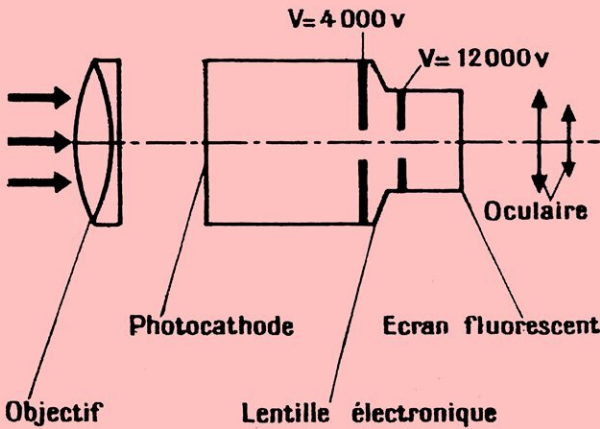 V=4000v
V=12000v
Oculaire
Photocathode
Ecran fluorescent
Objectif
Lentille électronique